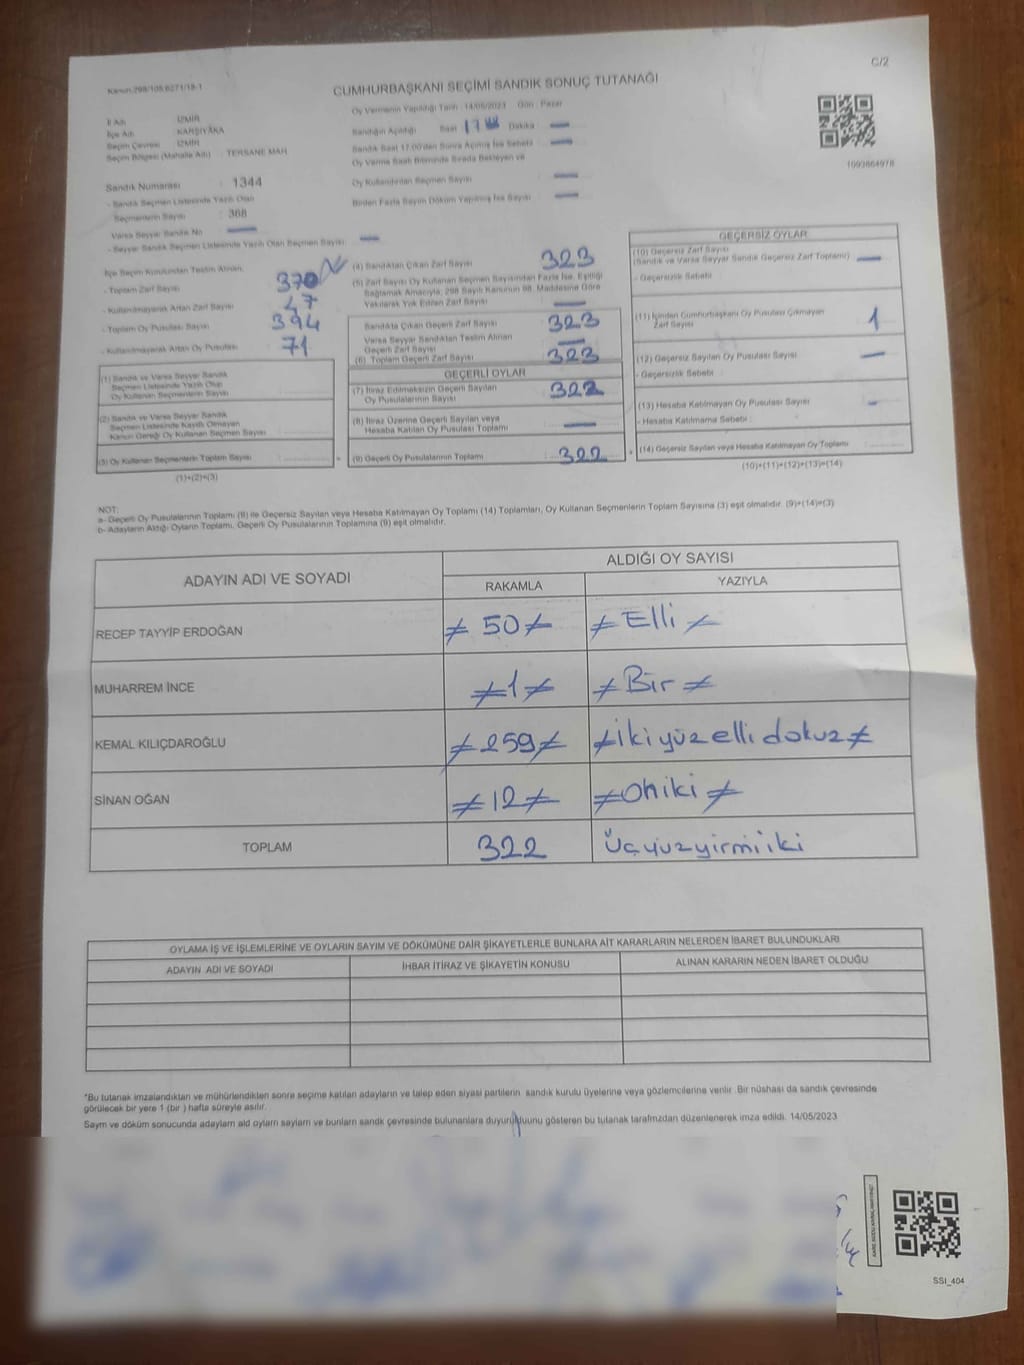 C/2
Kanun:298/105,6271/19-1
CUMHURBAŞKANI SEÇİMİ SANDIK SONUÇ TUTANAĞI
İl Adı : İZMİR
İlçe Adı : KARŞIYAKA
Seçim Çevresi : İZMİR
Seçim Bölgesi (Mahalle Adı) : TERSANE MAH
Oy Vermenin Yapıldığı Tarih : 14/05/2023 Gün : Pazar
Sandığın Açıldığı Saat 17 Dakika : —
Sandık Saat 17:00'den Sonra Açılmış İse Sebebi : —
Oy Verme Saati Bitiminde Sırada Bekleyen ve
Oy Kullandırılan Seçmen Sayısı : —
Birden Fazla Sayım Döküm Yapılmış İse Sayısı : —
1093864978
Sandık Numarası : 1344
- Sandık Seçmen Listesinde Yazılı Olan
Seçmenlerin Sayısı : 368
Varsa Seyyar Sandık No —
- Seyyar Sandık Seçmen Listesinde Yazılı Olan Seçmen Sayısı : —
İlçe Seçim Kurulundan Teslim Alınan;
- Toplam Zarf Sayısı : 370
- Kullanılmayarak Artan Zarf Sayısı : 47
- Toplam Oy Pusulası Sayısı : 394
- Kullanılmayarak Artan Oy Pusulası : 71
(1) Sandık ve Varsa Seyyar Sandık
Seçmen Listesinde Yazılı Olup
Oy Kullanan Seçmenlerin Sayısı
(2) Sandık ve Varsa Seyyar Sandık
Seçmen Listesinde Kayıtlı Olmayan
Kanun Gereği Oy Kullanan Seçmen Sayısı
(3) Oy Kullanan Seçmenlerin Toplam Sayısı =
(1)+(2)=(3)
(4) Sandıktan Çıkan Zarf Sayısı : 323
(5) Zarf Sayısı Oy Kullanan Seçmen Sayısından Fazla İse, Eşitliği
Sağlamak Amacıyla, 298 Sayılı Kanunun 98. Maddesine Göre
Yakılarak Yok Edilen Zarf Sayısı : —
Sandıkta Çıkan Geçerli Zarf Sayısı : 323
Varsa Seyyar Sandıktan Teslim Alınan
Geçerli Zarf Sayısı : —
(6) Toplam Geçerli Zarf Sayısı : 323
GEÇERLİ OYLAR
(7) İtiraz Edilmeksizin Geçerli Sayılan
Oy Pusulalarının Sayısı : 322
(8) İtiraz Üzerine Geçerli Sayılan veya
Hesaba Katılan Oy Pusulası Toplamı : —
(9) Geçerli Oy Pusulalarının Toplamı : 322 +
GEÇERSİZ OYLAR
(10) Geçersiz Zarf Sayısı
(Sandık ve Varsa Seyyar Sandık Geçersiz Zarf Toplamı) : —
- Geçersizlik Sebebi :
(11) İçinden Cumhurbaşkanı Oy Pusulası Çıkmayan
Zarf Sayısı : 1
(12) Geçersiz Sayılan Oy Pusulası Sayısı : —
- Geçersizlik Sebebi :
(13) Hesaba Katılmayan Oy Pusulası Sayısı : —
- Hesaba Katılmama Sebebi :
(14) Geçersiz Sayılan veya Hesaba Katılmayan Oy Toplamı :
(10)+(11)+(12)+(13)=(14)
NOT:
a- Geçerli Oy Pusulalarının Toplamı (9) ile Geçersiz Sayılan veya Hesaba Katılmayan Oy Toplamı (14) Toplamları, Oy Kullanan Seçmenlerin Toplam Sayısına (3) eşit olmalıdır. (9)+(14)=(3)
b- Adayların Aldığı Oyların Toplamı, Geçerli Oy Pusulalarının Toplamına (9) eşit olmalıdır.
ADAYIN ADI VE SOYADI
ALDIĞI OY SAYISI
RAKAMLA YAZIYLA
RECEP TAYYİP ERDOĞAN ≠ 50 ≠ ≠ Elli ≠
MUHARREM İNCE ≠ 1 ≠ ≠ Bir ≠
KEMAL KILIÇDAROĞLU ≠ 259 ≠ ≠ ikiyüzellidokuz ≠
SİNAN OĞAN ≠ 12 ≠ ≠ Oniki ≠
TOPLAM 322 Üçyüzyirmiiki
OYLAMA İŞ VE İŞLEMLERİNE VE OYLARIN SAYIM VE DÖKÜMÜNE DAİR ŞİKAYETLERLE BUNLARA AİT KARARLARIN NELERDEN İBARET BULUNDUKLARI
ADAYIN ADI VE SOYADI İHBAR İTİRAZ VE ŞİKAYETİN KONUSU ALINAN KARARIN NEDEN İBARET OLDUĞU
*Bu tutanak imzalandıktan ve mühürlendikten sonra seçime katılan adayların ve talep eden siyasi partilerin sandık kurulu üyelerine veya gözlemcilerine verilir. Bir nüshası da sandık çevresinde
görülecek bir yere 1 (bir ) hafta süreyle asılır.
Sayım ve döküm sonucunda adayların aldı oyların sayıların ve bunların sandık çevresinde bulunanlara duyurulduunu gösteren bu tutanak tarafımzdan düzenlenerek imza edildi. 14/05/2023
SSI_404